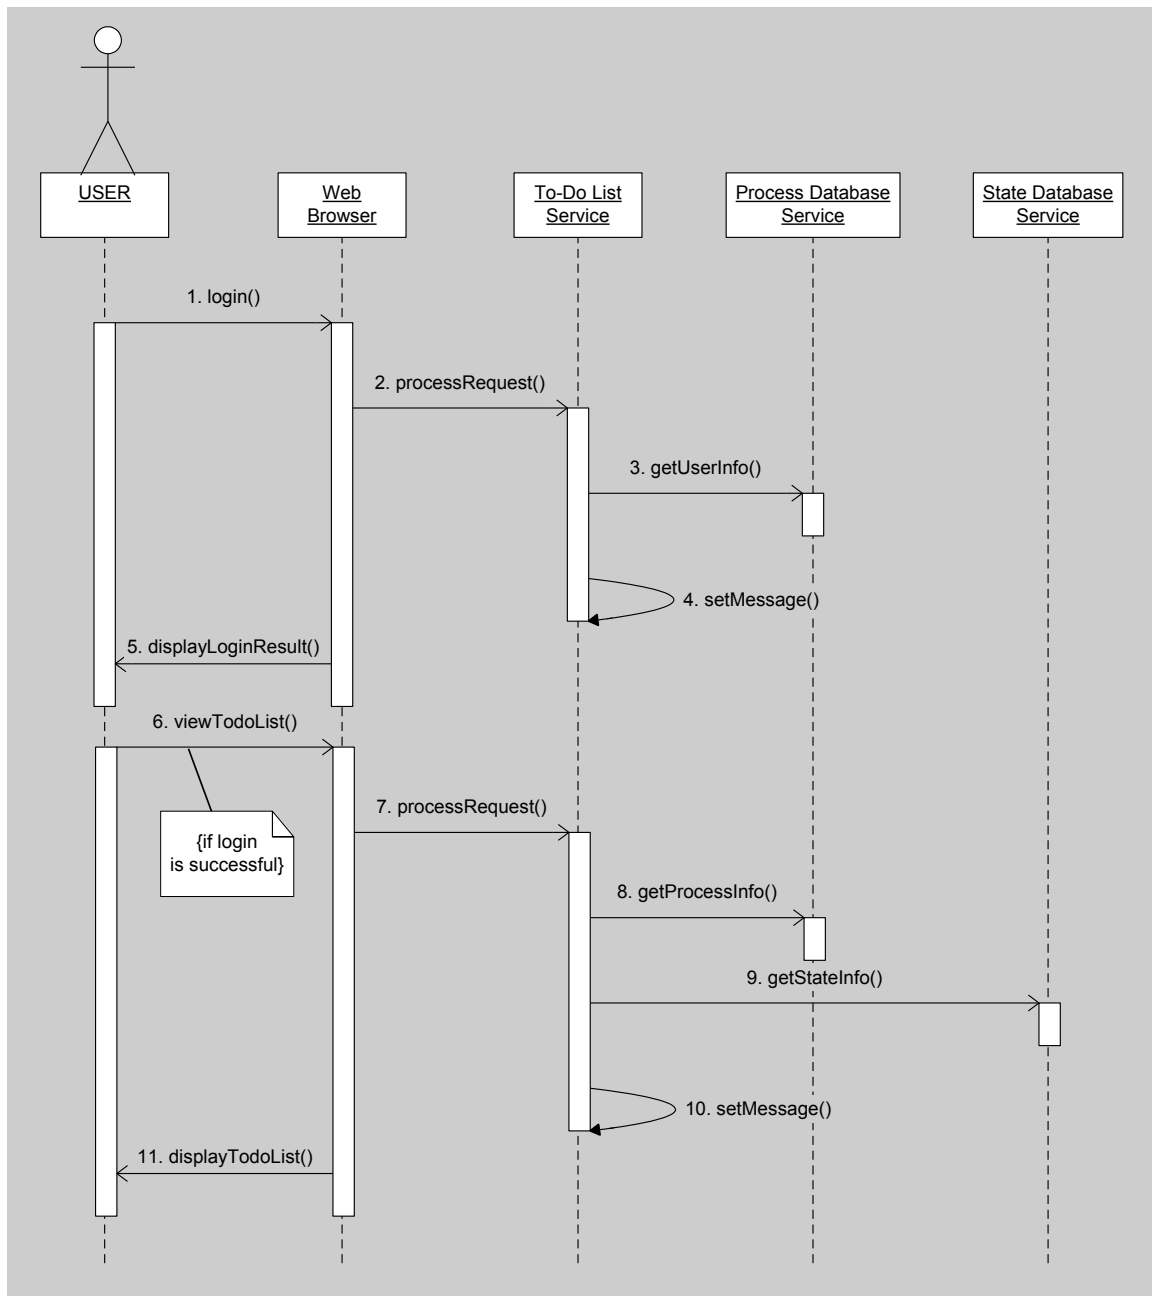 USER
Web
Browser
To-Do List
Service
Process Database
Service
State Database
Service
1. login()
2. processRequest()
3. getUserInfo()
4. setMessage()
5. displayLoginResult()
6. viewTodoList()
{if login
is successful}
7. processRequest()
8. getProcessInfo()
9. getStateInfo()
10. setMessage()
11. displayTodoList()